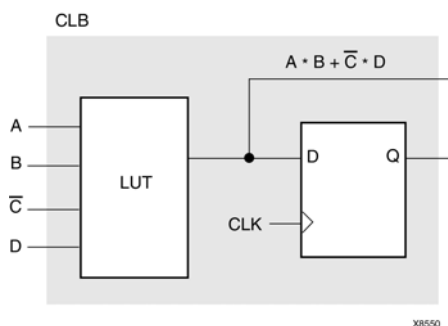 CLB
A * B + C̅ * D
A
B
C̅
D
LUT
D Q
CLK
X8550